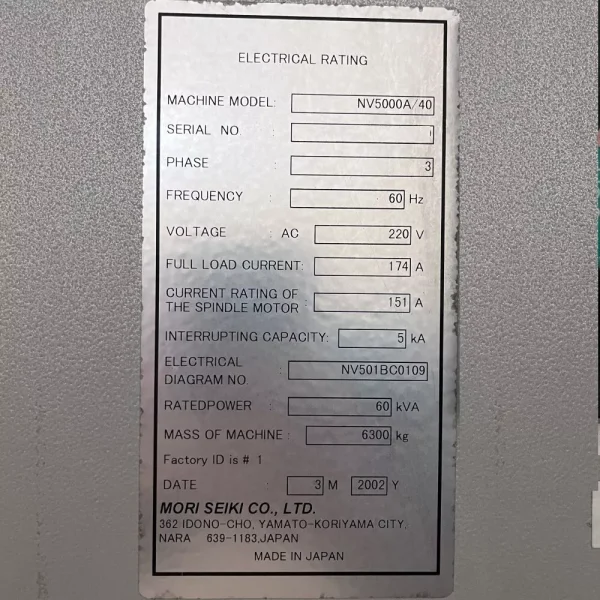 ELECTRICAL RATING
MACHINE MODEL: NV5000A/40
SERIAL NO. :
PHASE : 3
FREQUENCY : 60 Hz
VOLTAGE : AC 220 V
FULL LOAD CURRENT: 174 A
CURRENT RATING OF
THE SPINDLE MOTOR : 151 A
INTERRUPTING CAPACITY: 5 kA
ELECTRICAL
DIAGRAM NO. : NV501BC0109
RATEDPOWER : 60 kVA
MASS OF MACHINE : 6300 kg
Factory ID is # 1
DATE : 3 M 2002 Y
MORI SEIKI CO., LTD.
362 IDONO-CHO, YAMATO-KORIYAMA CITY.
NARA 639-1183,JAPAN
MADE IN JAPAN